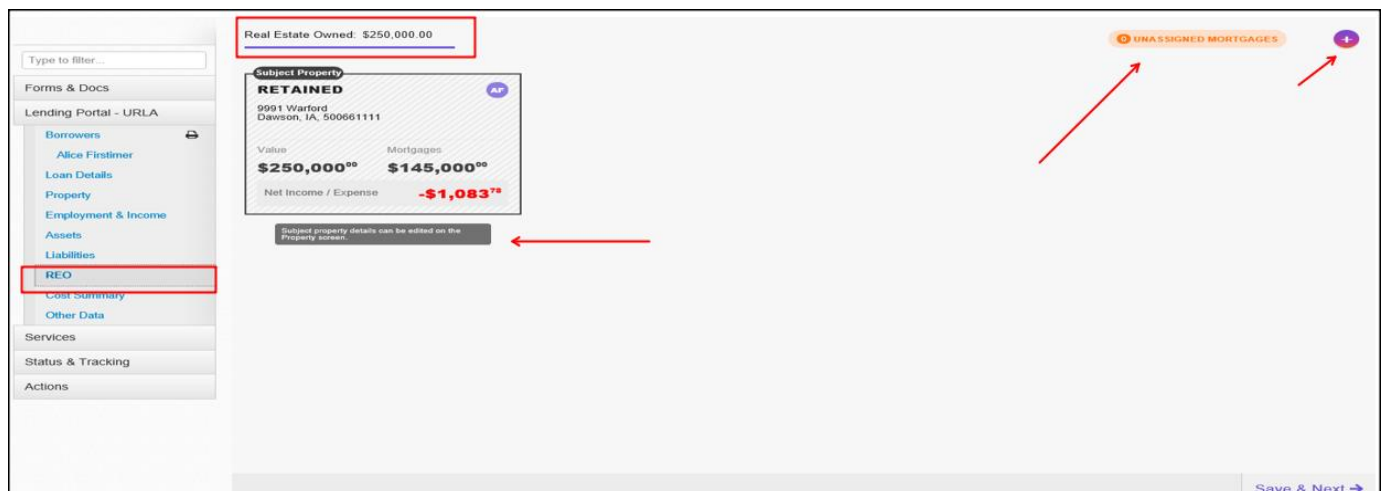 Type to filter...
Forms & Docs
Lending Portal - URLA
Borrowers
Alice Firstimer
Loan Details
Property
Employment & Income
Assets
Liabilities
REO
Cost Summary
Other Data
Services
Status & Tracking
Actions
Real Estate Owned: $250,000.00
0 UNASSIGNED MORTGAGES
+
Subject Property
RETAINED
AF
9991 Warford
Dawson, IA, 500661111
Value Mortgages
$250,000⁰⁰ $145,000⁰⁰
Net Income / Expense -$1,083⁷⁸
Subject property details can be edited on the
Property screen.
Save & Next →